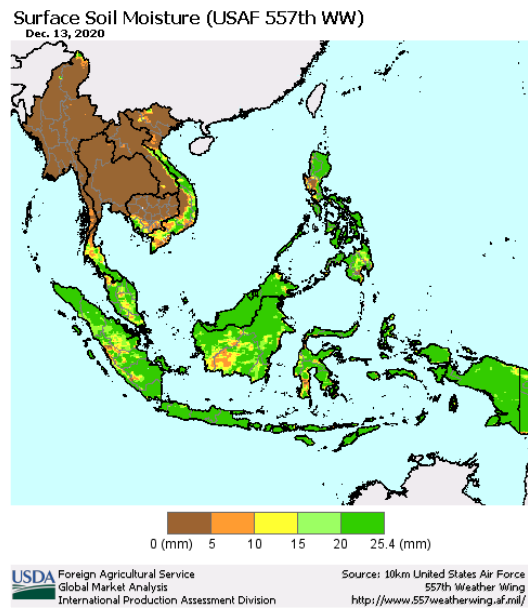 Surface Soil Moisture (USAF 557th WW)
Dec. 13, 2020
0 (mm) 5 10 15 20 25.4 (mm)
USDA Foreign Agricultural Service
Global Market Analysis
International Production Assessment Division
Source: 10km United States Air Force
557th Weather Wing
http://www.557weatherwing.af.mil/